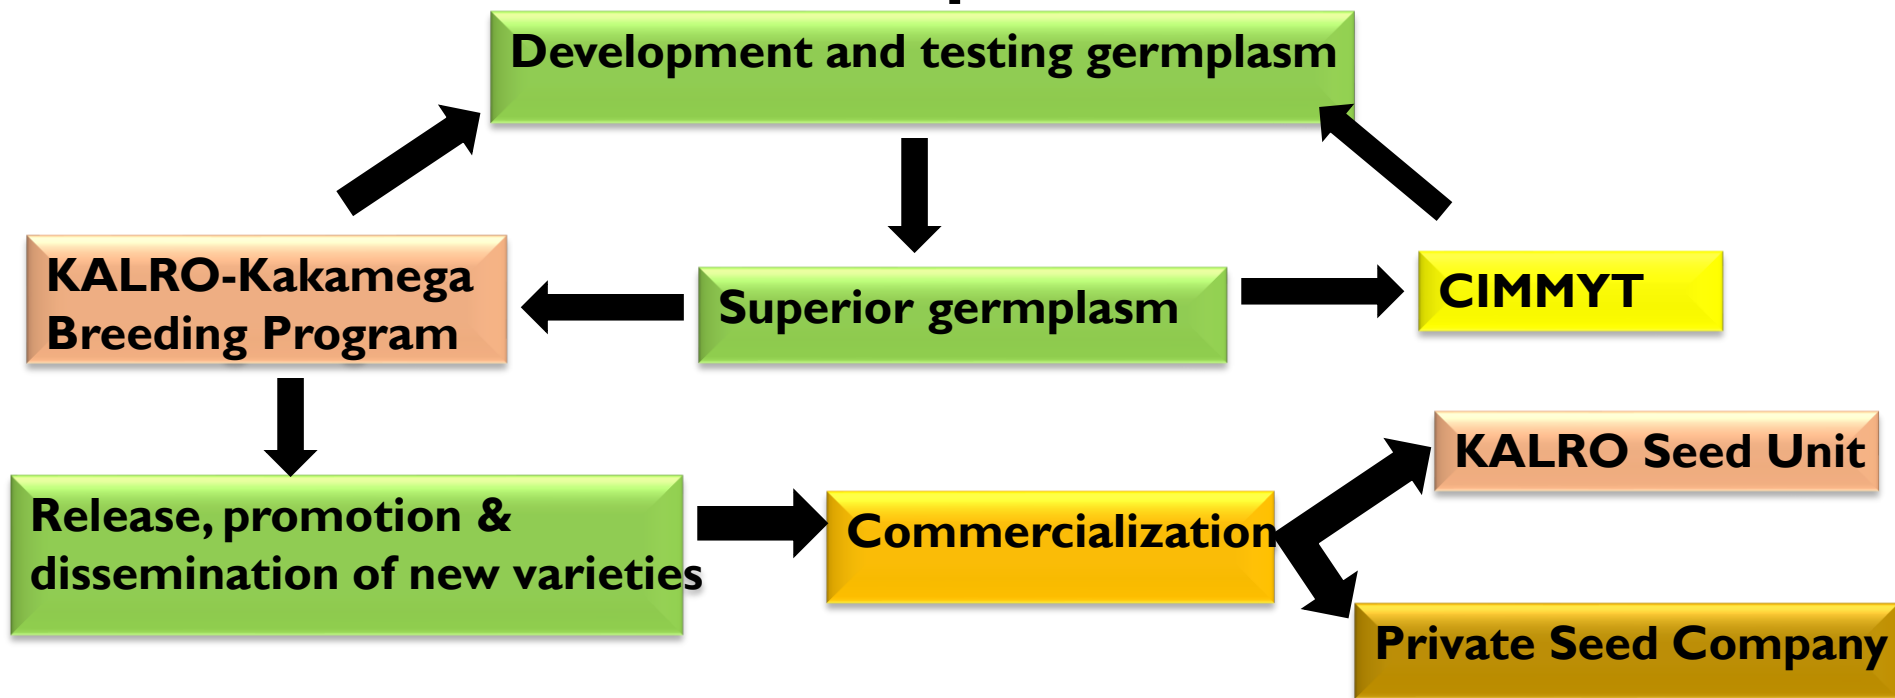 Development and testing germplasm
KALRO-Kakamega
Breeding Program
Superior germplasm
CIMMYT
KALRO Seed Unit
Release, promotion &
dissemination of new varieties
Commercialization
Private Seed Company